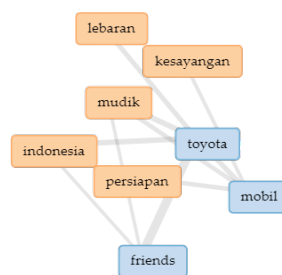 lebaran
kesayangan
mudik
toyota
indonesia
persiapan
mobil
friends